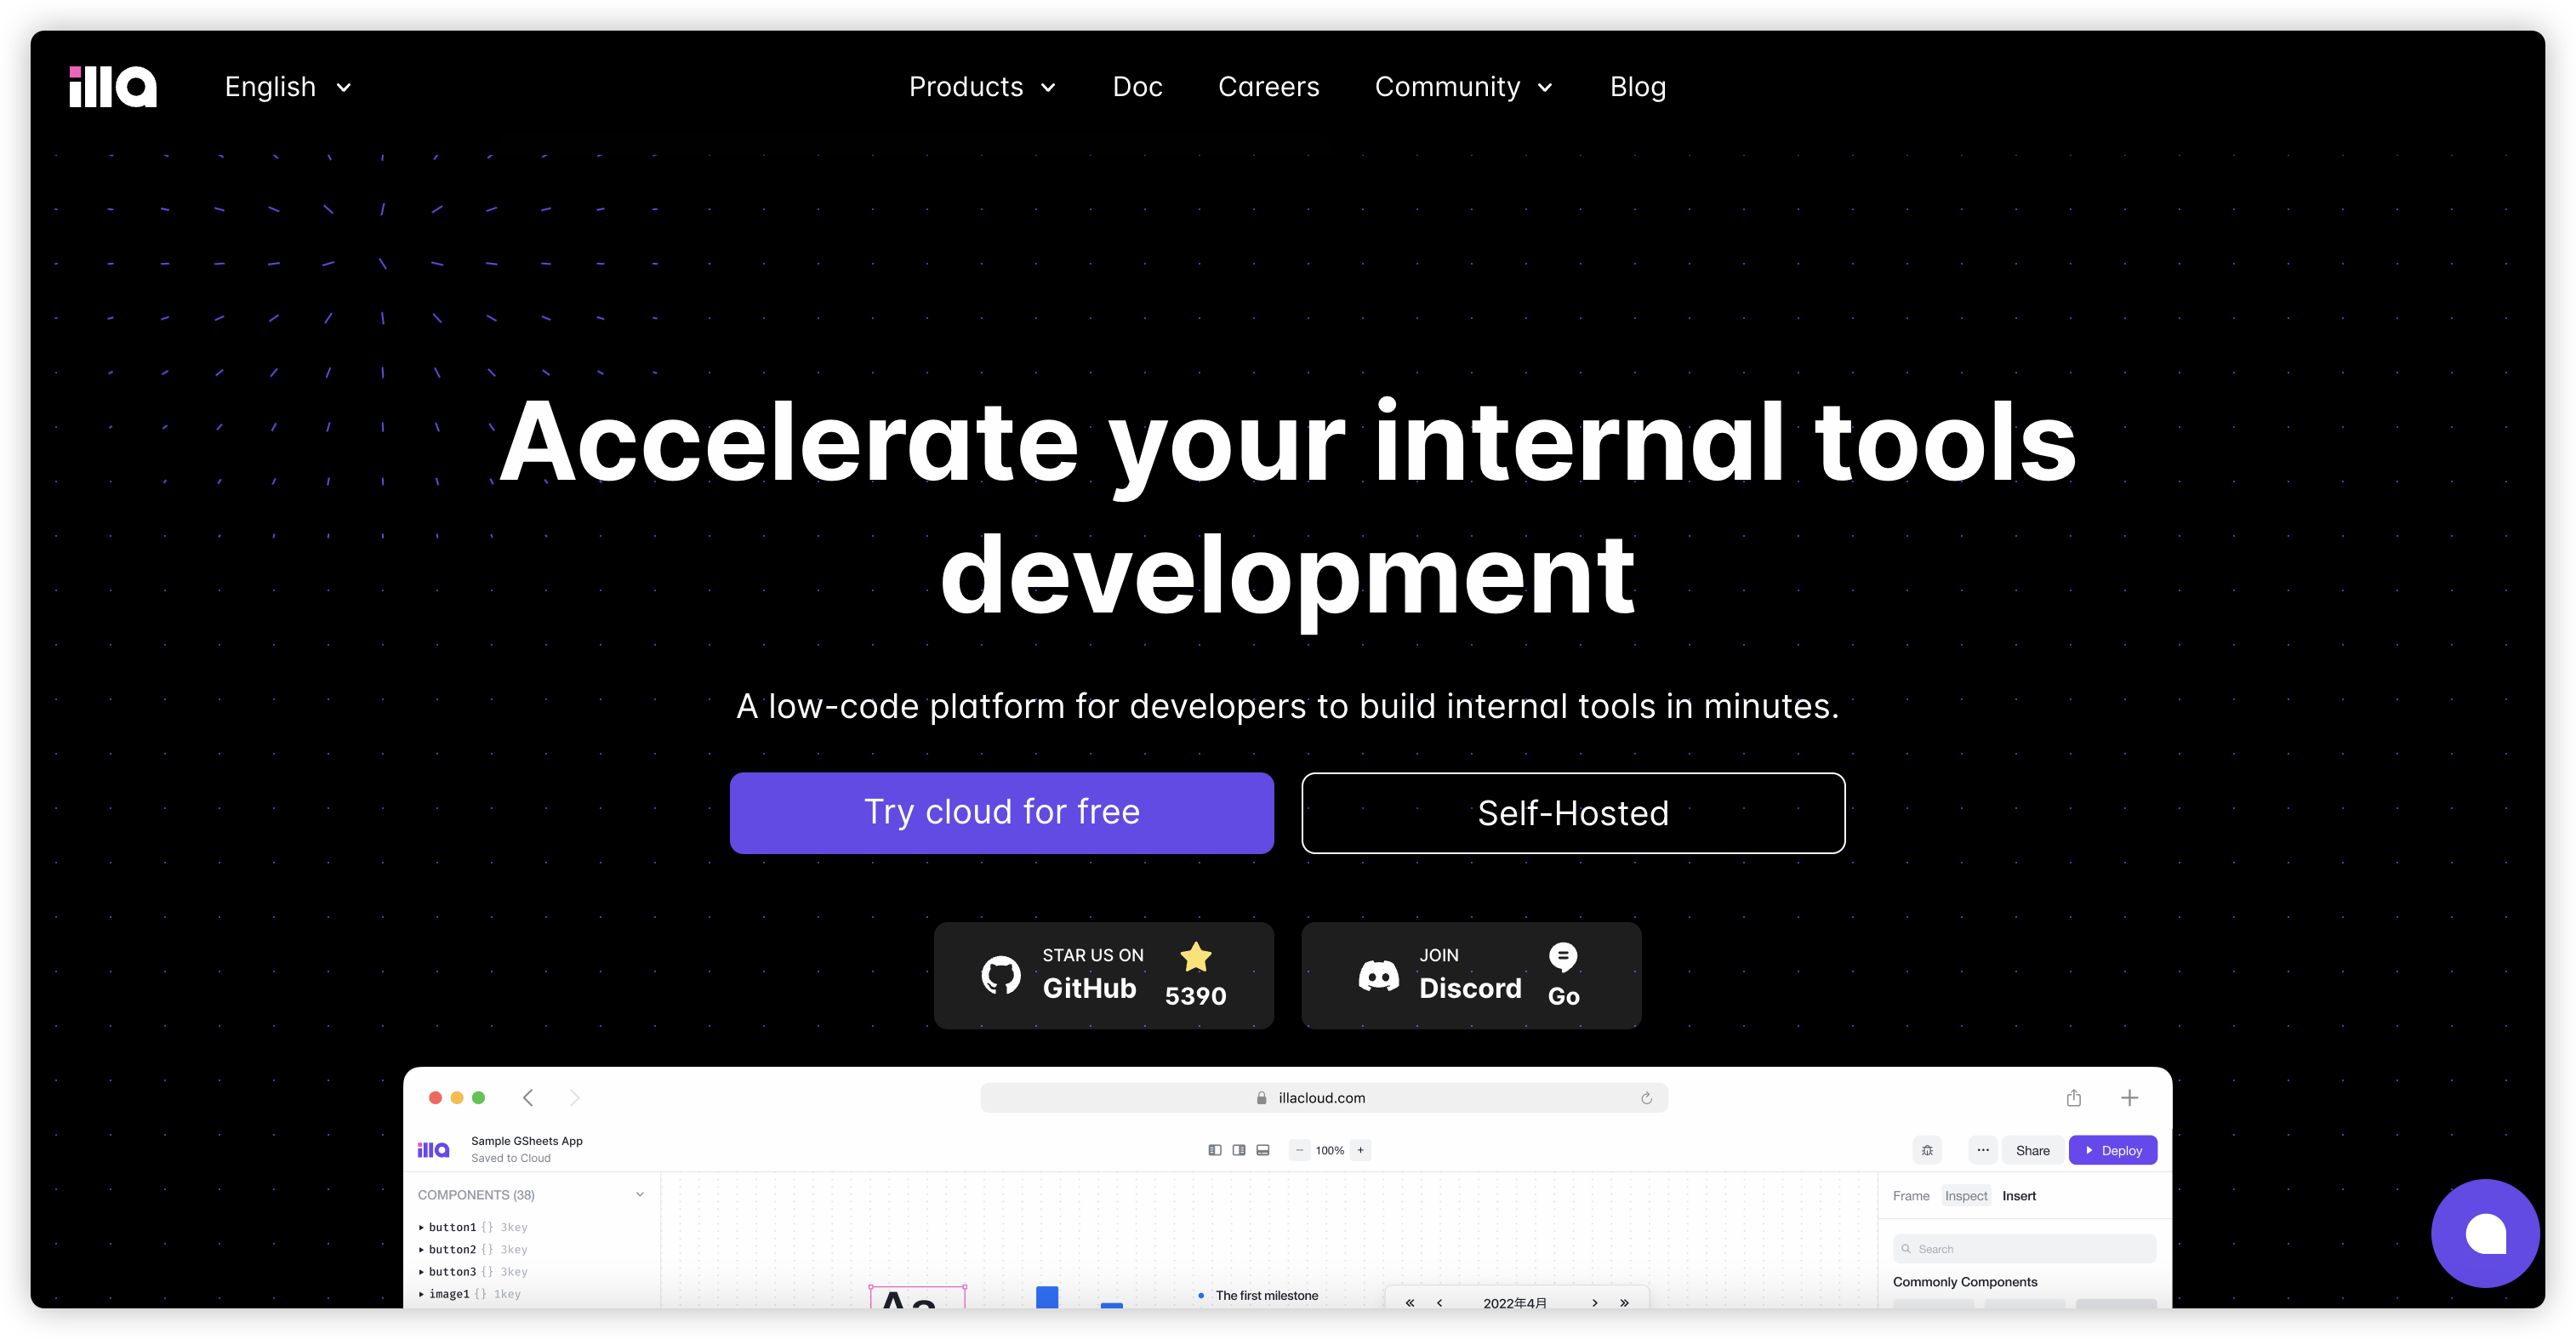 illa
English
Products Doc Careers Community Blog
Accelerate your internal tools
development
A low-code platform for developers to build internal tools in minutes.
Try cloud for free
Self-Hosted
STAR US ON
GitHub
5390
JOIN
Discord
Go
illacloud.com
illa
Sample GSheets App
Saved to Cloud
100%
Share
Deploy
COMPONENTS (38)
button1 {} 3key
button2 {} 3key
button3 {} 3key
image1 {} 1key
Aa
The first milestone
2022年4月
Frame Inspect Insert
Search
Commonly Components